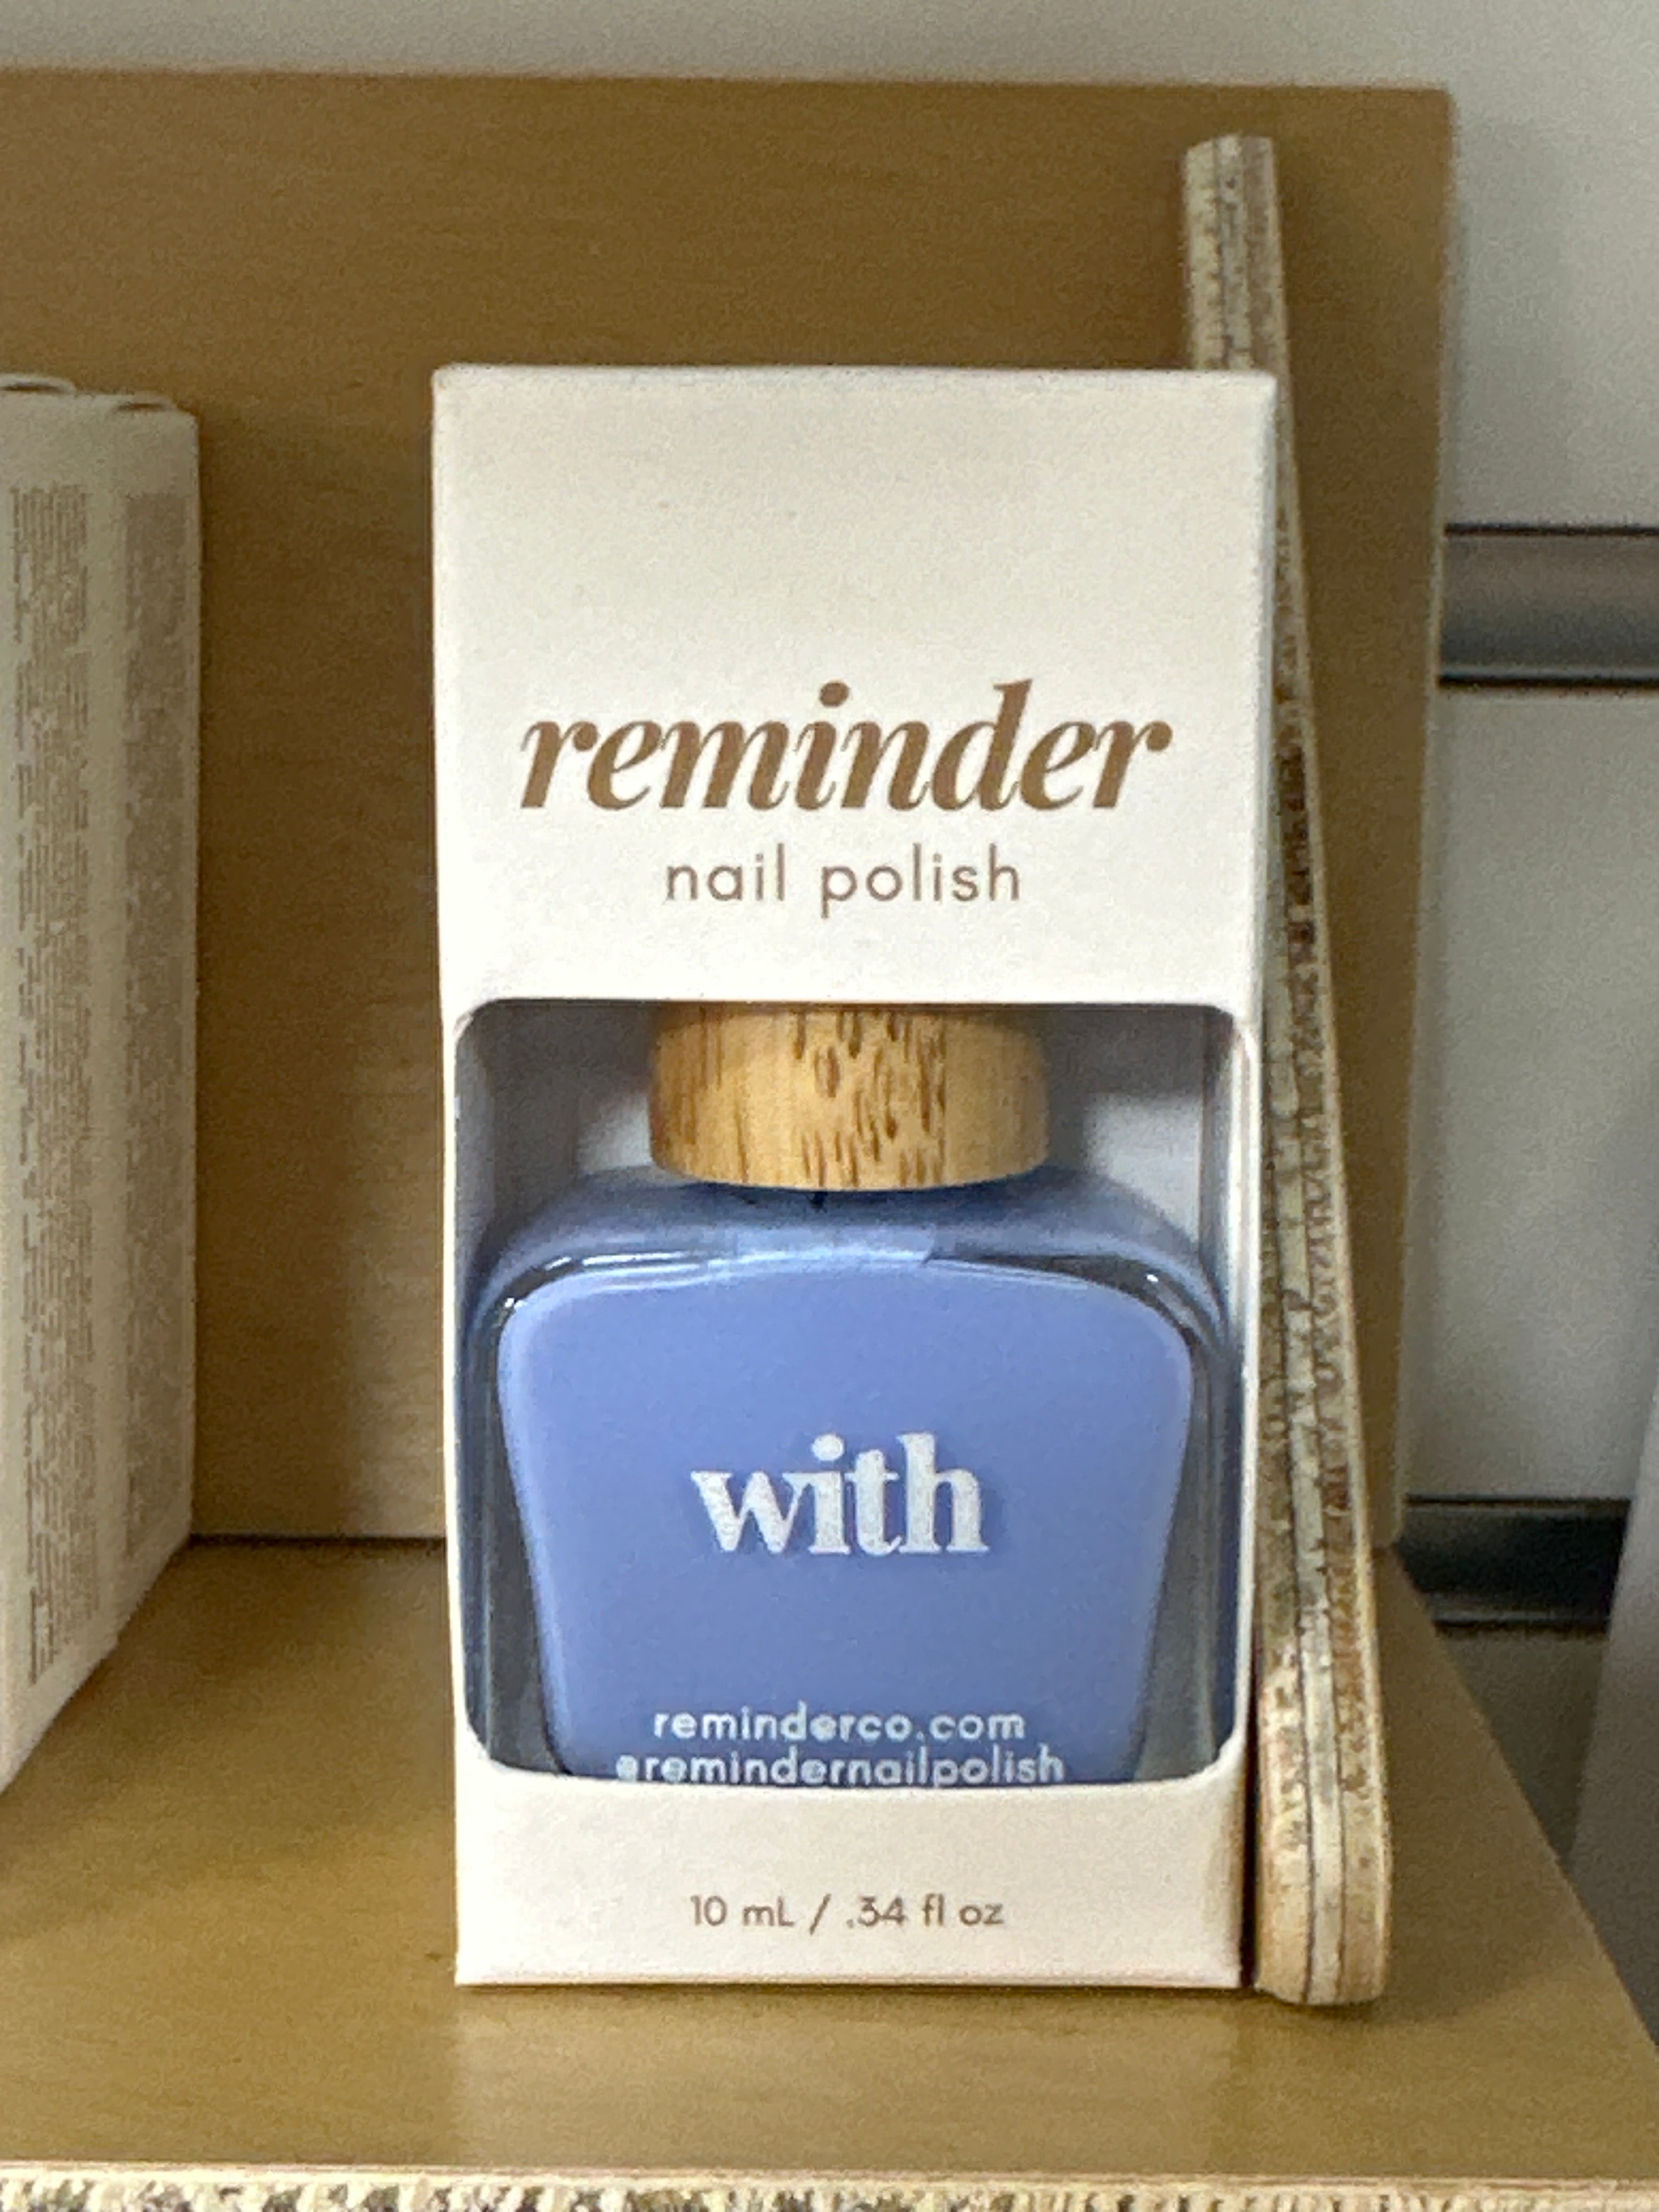 reminder
nail polish
with
reminderco.com
@remindernailpolish
10 mL / .34 fl oz